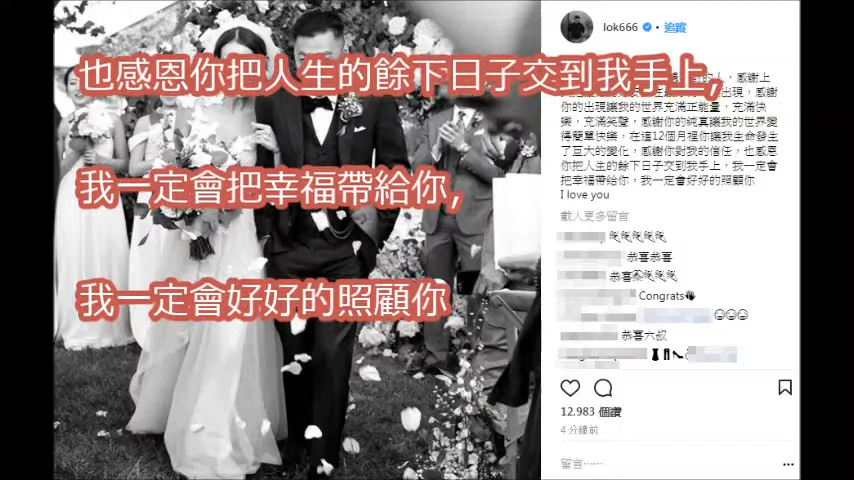 也感恩你把人生的餘下日子交到我手上，
我一定會把幸福帶給你，
我一定會好好的照顧你
lok666 • 追蹤
的人，感謝上
出現，感謝
你的出現讓我的世界充滿正能量，充滿快
樂，充滿笑聲，感謝你的純真讓我的世界變
得簡單快樂，在這12個月裡你讓我生命發生
了巨大的變化，感謝你對我的信任，也感恩
你把人生的餘下日子交到我手上，我一定會
把幸福帶給你，我一定會好好的照顧你
I love you
載入更多留言
恭喜恭喜
恭喜
Congrats
恭喜六叔
12,983 個讚
4 分鐘前
留言……